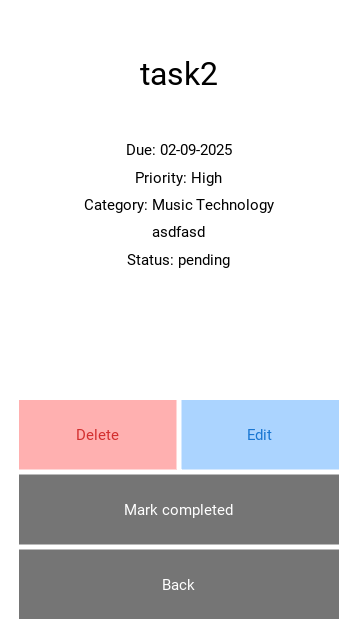 task2
Due: 02-09-2025
Priority: High
Category: Music Technology
asdfasd
Status: pending
Delete
Edit
Mark completed
Back